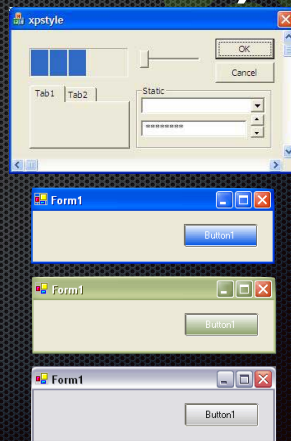 xpstyle
OK
Cancel
Tab1 Tab2
Static
********
Form1
Button1
Form1
Button1
Form1
Button1